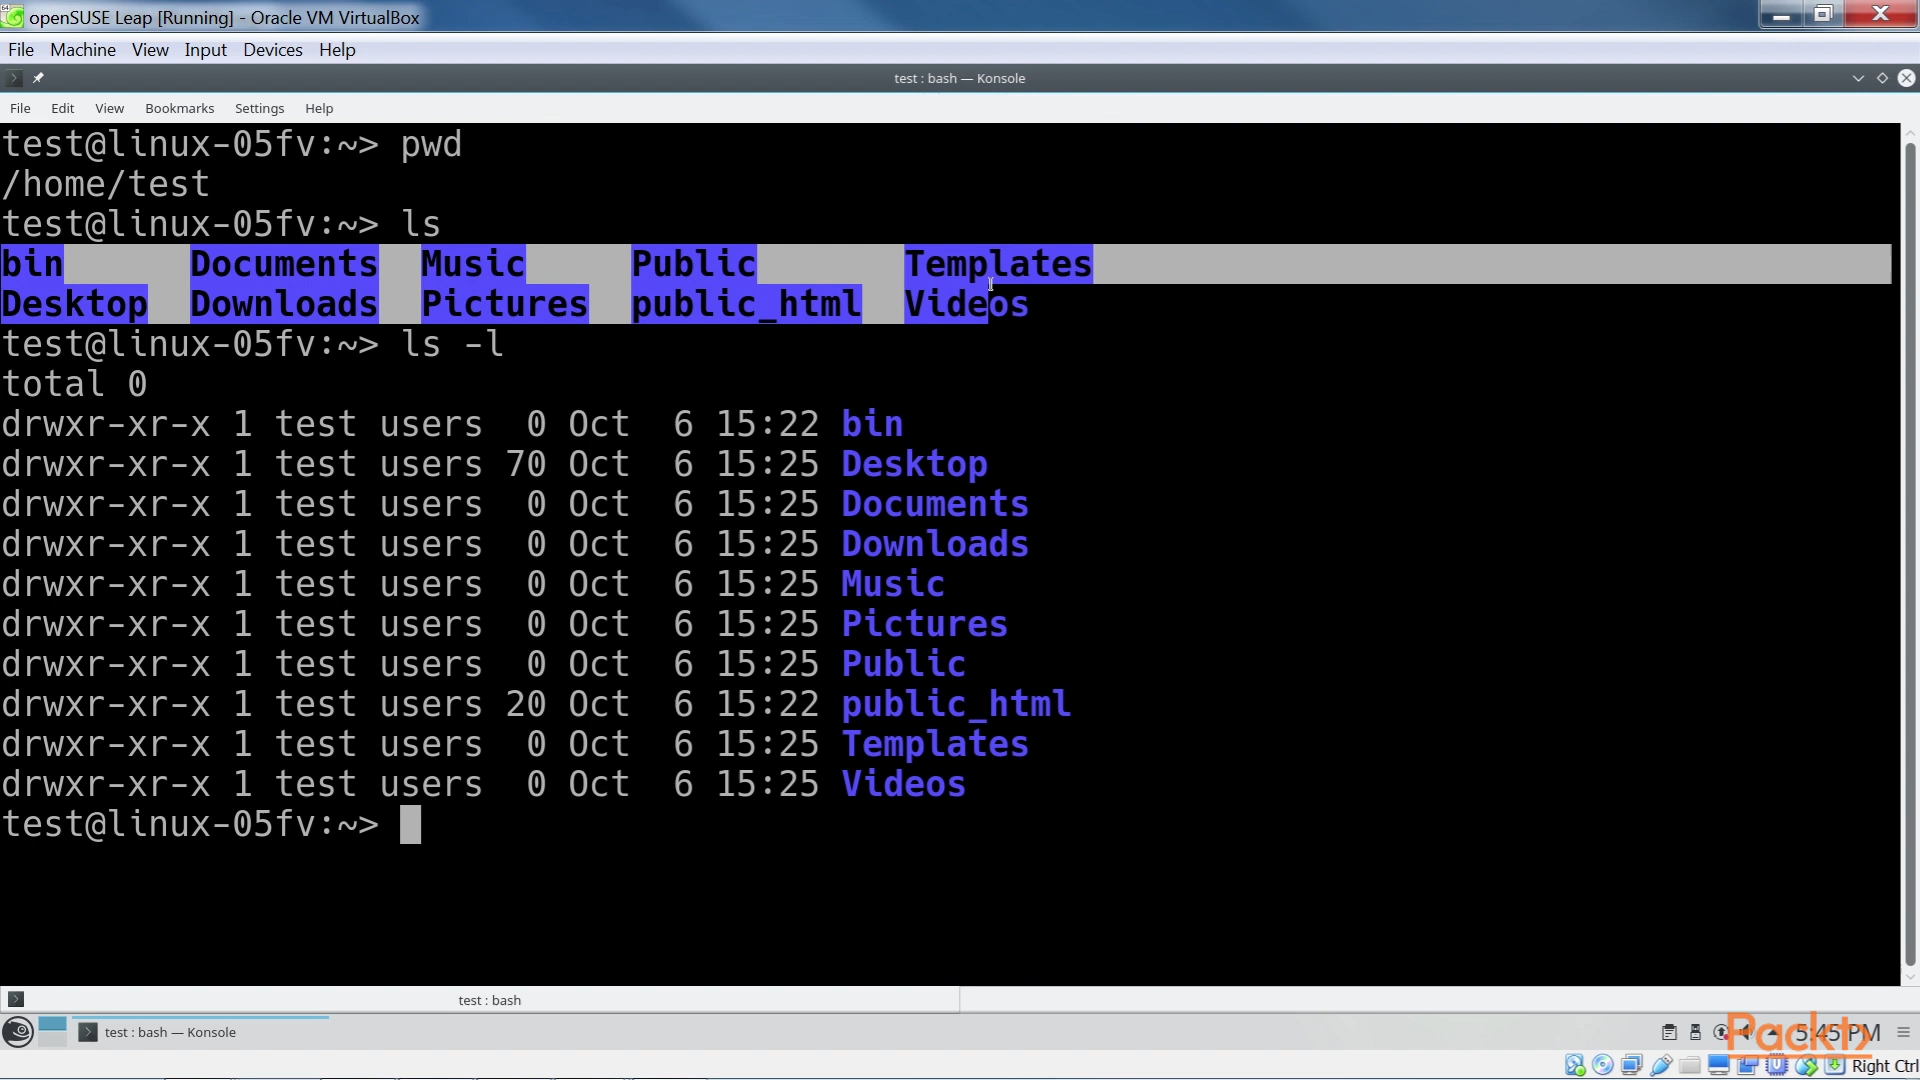 openSUSE Leap [Running] - Oracle VM VirtualBox
File Machine View Input Devices Help
test : bash — Konsole
File Edit View Bookmarks Settings Help
test@linux-05fv:~> pwd
/home/test
test@linux-05fv:~> ls
bin Documents Music Public Templates
Desktop Downloads Pictures public_html Videos
test@linux-05fv:~> ls -l
total 0
drwxr-xr-x 1 test users  0 Oct  6 15:22 bin
drwxr-xr-x 1 test users 70 Oct  6 15:25 Desktop
drwxr-xr-x 1 test users  0 Oct  6 15:25 Documents
drwxr-xr-x 1 test users  0 Oct  6 15:25 Downloads
drwxr-xr-x 1 test users  0 Oct  6 15:25 Music
drwxr-xr-x 1 test users  0 Oct  6 15:25 Pictures
drwxr-xr-x 1 test users  0 Oct  6 15:25 Public
drwxr-xr-x 1 test users 20 Oct  6 15:22 public_html
drwxr-xr-x 1 test users  0 Oct  6 15:25 Templates
drwxr-xr-x 1 test users  0 Oct  6 15:25 Videos
test@linux-05fv:~>
test : bash
test : bash — Konsole
5:45 PM
Packt>
Right Ctrl